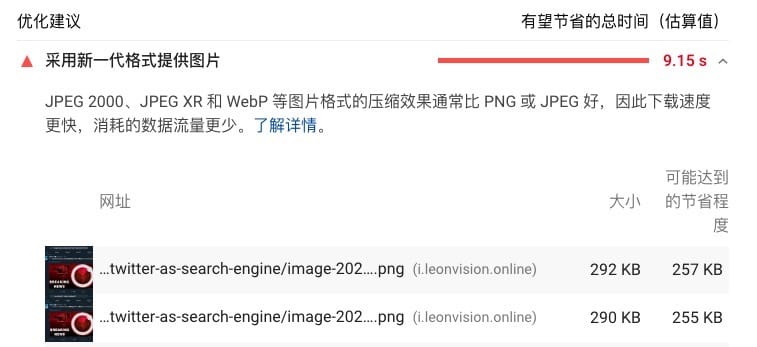 优化建议 有望节省的总时间（估算值）
采用新一代格式提供图片 9.15 s
JPEG 2000、JPEG XR 和 WebP 等图片格式的压缩效果通常比 PNG 或 JPEG 好，因此下载速度
更快，消耗的数据流量更少。了解详情。
网址 大小 可能达到
的节省程
度
BREAKING
NEWS
…twitter-as-search-engine/image-202….png (i.leonvision.online) 292 KB 257 KB
BREAKING
NEWS
…twitter-as-search-engine/image-202….png (i.leonvision.online) 290 KB 255 KB